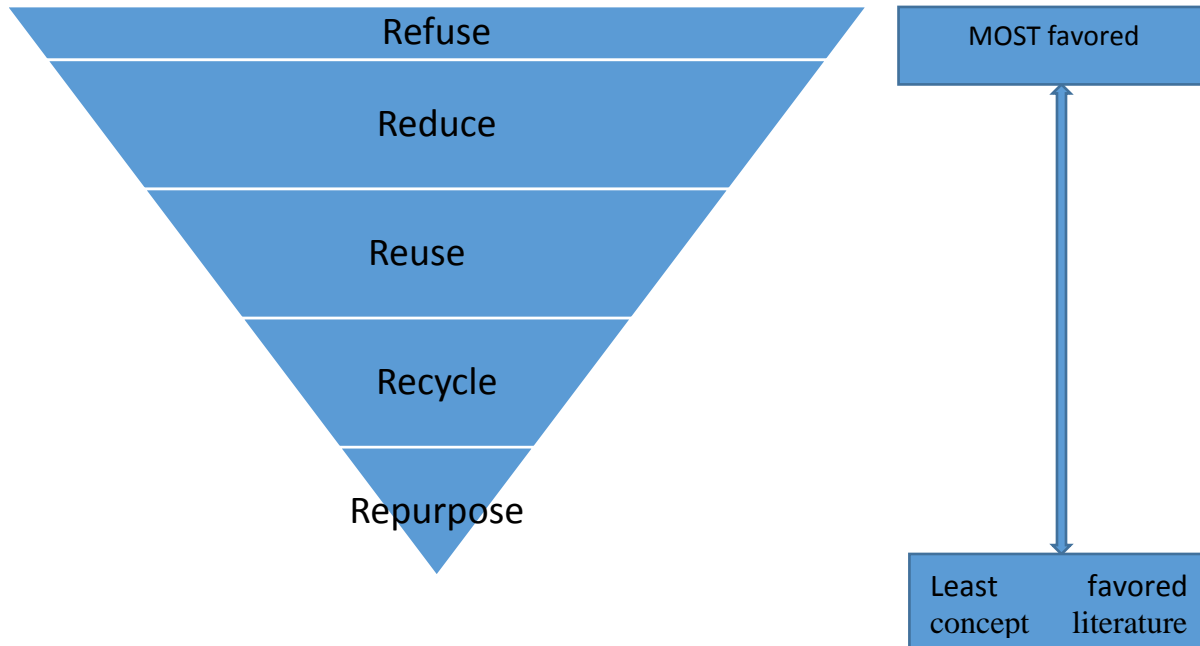 Refuse
MOST favored
Reduce
Reuse
Recycle
Repurpose
Least favored
concept literature